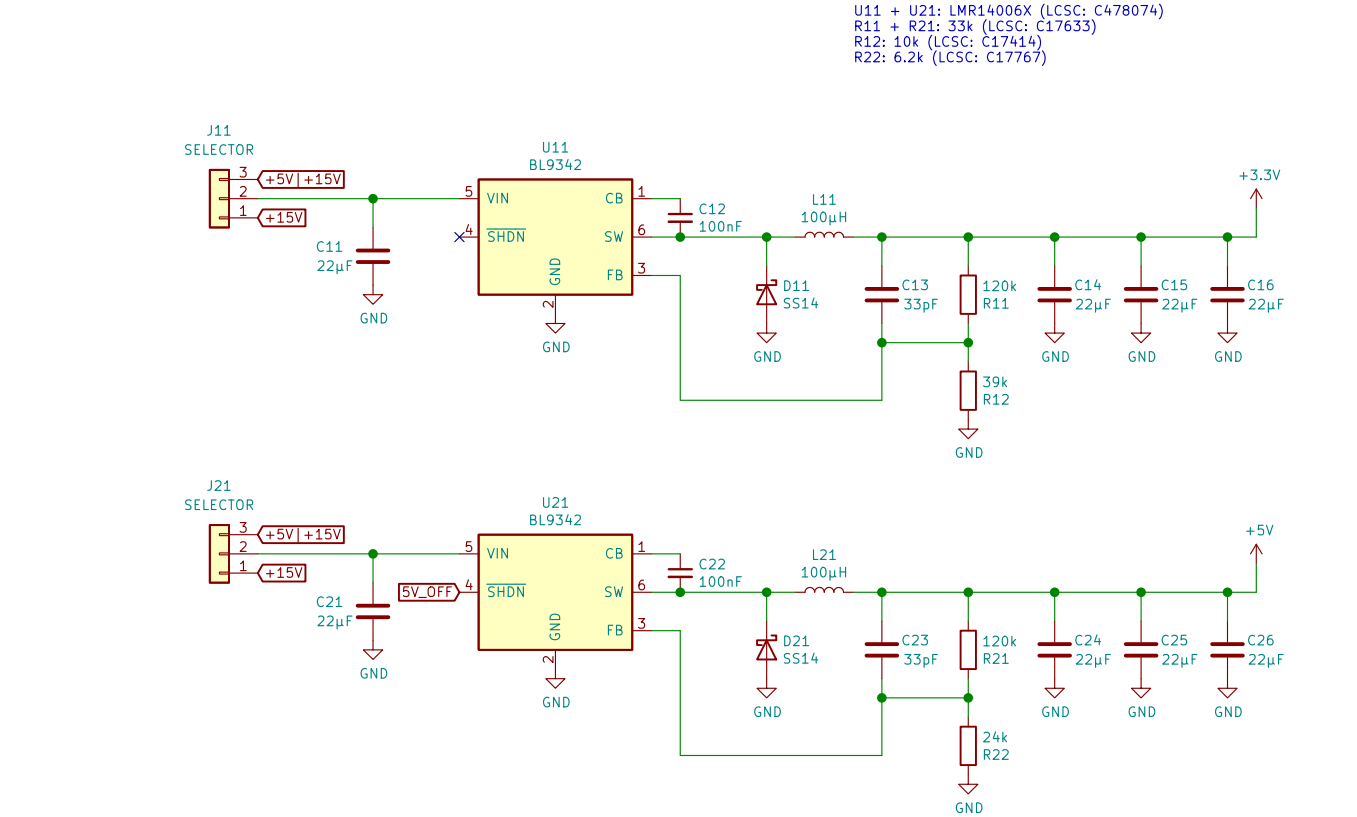 U11 + U21: LMR14006X (LCSC: C478074)
R11 + R21: 33k (LCSC: C17633)
R12: 10k (LCSC: C17414)
R22: 6.2k (LCSC: C17767)
J11
SELECTOR
3 +5V|+15V
2
1 +15V
C11
22µF
GND
U11
BL9342
5 VIN
4 SHDN
GND
2
GND
CB 1
SW 6
FB 3
C12
100nF
L11
100µH
D11
SS14
GND
C13
33pF
120k
R11
39k
R12
GND
C14
22µF
GND
C15
22µF
GND
C16
22µF
GND
+3.3V
J21
SELECTOR
3 +5V|+15V
2
1 +15V
C21
22µF
GND
5V_OFF
U21
BL9342
5 VIN
4 SHDN
GND
2
GND
CB 1
SW 6
FB 3
C22
100nF
L21
100µH
D21
SS14
GND
C23
33pF
120k
R21
24k
R22
GND
C24
22µF
GND
C25
22µF
GND
C26
22µF
GND
+5V